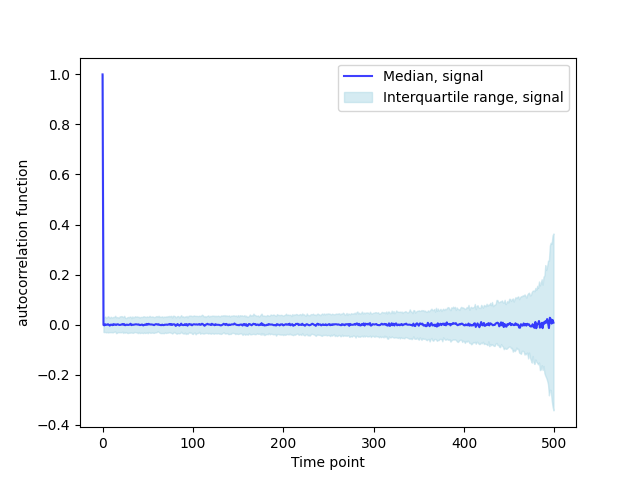 Median, signal
Interquartile range, signal
autocorrelation function
1.0
0.8
0.6
0.4
0.2
0.0
−0.2
−0.4
0 100 200 300 400 500
Time point